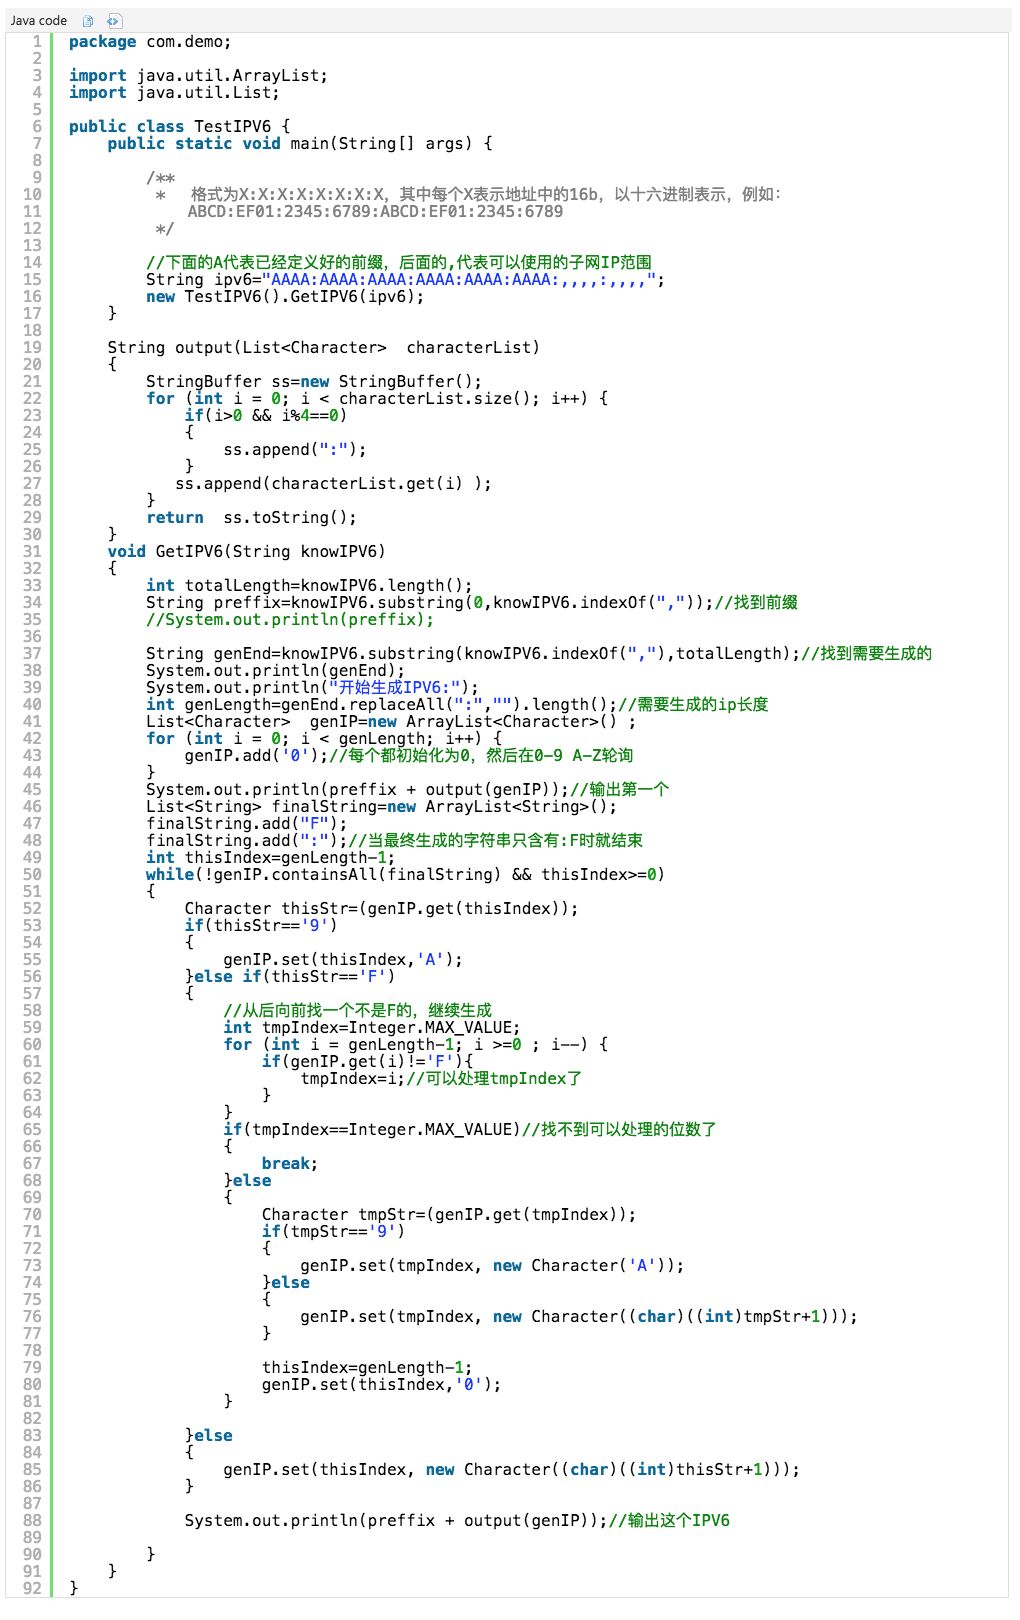 Java code
1 package com.demo;
2
3 import java.util.ArrayList;
4 import java.util.List;
5
6 public class TestIPV6 {
7     public static void main(String[] args) {
8
9         /**
10          *   格式为X:X:X:X:X:X:X:X，其中每个X表示地址中的16b，以十六进制表示，例如：
11             ABCD:EF01:2345:6789:ABCD:EF01:2345:6789
12          */
13
14         //下面的A代表已经定义好的前缀，后面的,代表可以使用的子网IP范围
15         String ipv6="AAAA:AAAA:AAAA:AAAA:AAAA:AAAA:,,,,:,,,,";
16         new TestIPV6().GetIPV6(ipv6);
17     }
18
19     String output(List<Character>  characterList)
20     {
21         StringBuffer ss=new StringBuffer();
22         for (int i = 0; i < characterList.size(); i++) {
23             if(i>0 && i%4==0)
24             {
25                 ss.append(":");
26             }
27            ss.append(characterList.get(i) );
28         }
29         return  ss.toString();
30     }
31     void GetIPV6(String knowIPV6)
32     {
33         int totalLength=knowIPV6.length();
34         String preffix=knowIPV6.substring(0,knowIPV6.indexOf(","));//找到前缀
35         //System.out.println(preffix);
36
37         String genEnd=knowIPV6.substring(knowIPV6.indexOf(","),totalLength);//找到需要生成的
38         System.out.println(genEnd);
39         System.out.println("开始生成IPV6:");
40         int genLength=genEnd.replaceAll(":","").length();//需要生成的ip长度
41         List<Character>  genIP=new ArrayList<Character>() ;
42         for (int i = 0; i < genLength; i++) {
43             genIP.add('0');//每个都初始化为0，然后在0-9 A-Z轮询
44         }
45         System.out.println(preffix + output(genIP));//输出第一个
46         List<String> finalString=new ArrayList<String>();
47         finalString.add("F");
48         finalString.add(":");//当最终生成的字符串只含有:F时就结束
49         int thisIndex=genLength-1;
50         while(!genIP.containsAll(finalString) && thisIndex>=0)
51         {
52             Character thisStr=(genIP.get(thisIndex));
53             if(thisStr=='9')
54             {
55                 genIP.set(thisIndex,'A');
56             }else if(thisStr=='F')
57             {
58                 //从后向前找一个不是F的，继续生成
59                 int tmpIndex=Integer.MAX_VALUE;
60                 for (int i = genLength-1; i >=0 ; i--) {
61                     if(genIP.get(i)!='F'){
62                         tmpIndex=i;//可以处理tmpIndex了
63                     }
64                 }
65                 if(tmpIndex==Integer.MAX_VALUE)//找不到可以处理的位数了
66                 {
67                     break;
68                 }else
69                 {
70                     Character tmpStr=(genIP.get(tmpIndex));
71                     if(tmpStr=='9')
72                     {
73                         genIP.set(tmpIndex, new Character('A'));
74                     }else
75                     {
76                         genIP.set(tmpIndex, new Character((char)((int)tmpStr+1)));
77                     }
78
79                     thisIndex=genLength-1;
80                     genIP.set(thisIndex,'0');
81                 }
82
83             }else
84             {
85                 genIP.set(thisIndex, new Character((char)((int)thisStr+1)));
86             }
87
88             System.out.println(preffix + output(genIP));//输出这个IPV6
89
90         }
91     }
92 }